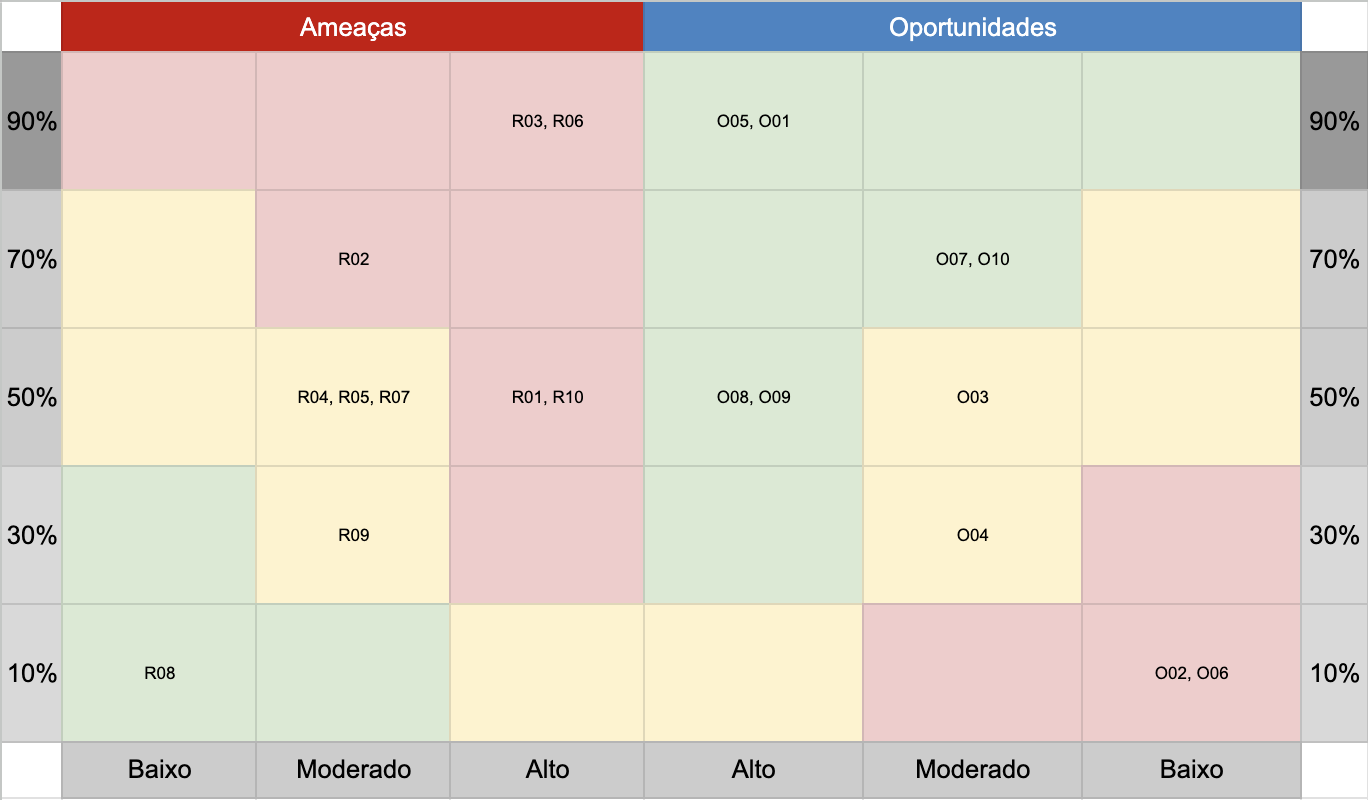 Ameaças Oportunidades
90% R03, R06 O05, O01 90%
70% R02 O07, O10 70%
50% R04, R05, R07 R01, R10 O08, O09 O03 50%
30% R09 O04 30%
10% R08 O02, O06 10%
Baixo Moderado Alto Alto Moderado Baixo